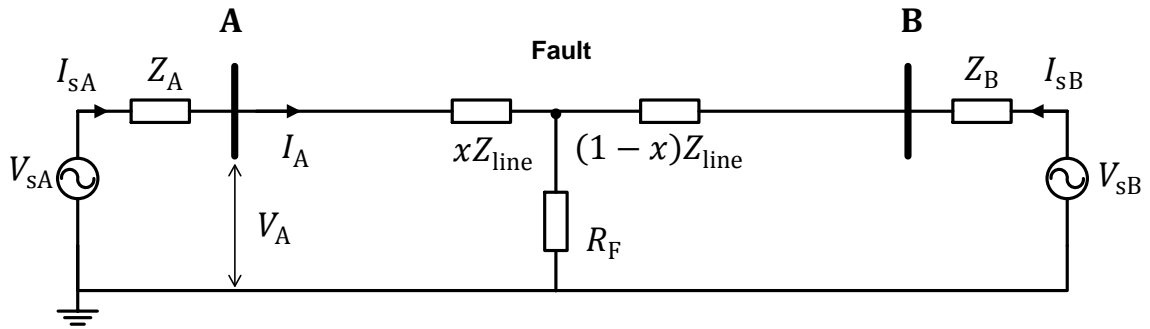 A
B
Fault
I_sA
Z_A
Z_B
I_sB
I_A
xZ_line
(1 − x)Z_line
V_sA
V_sB
V_A
R_F